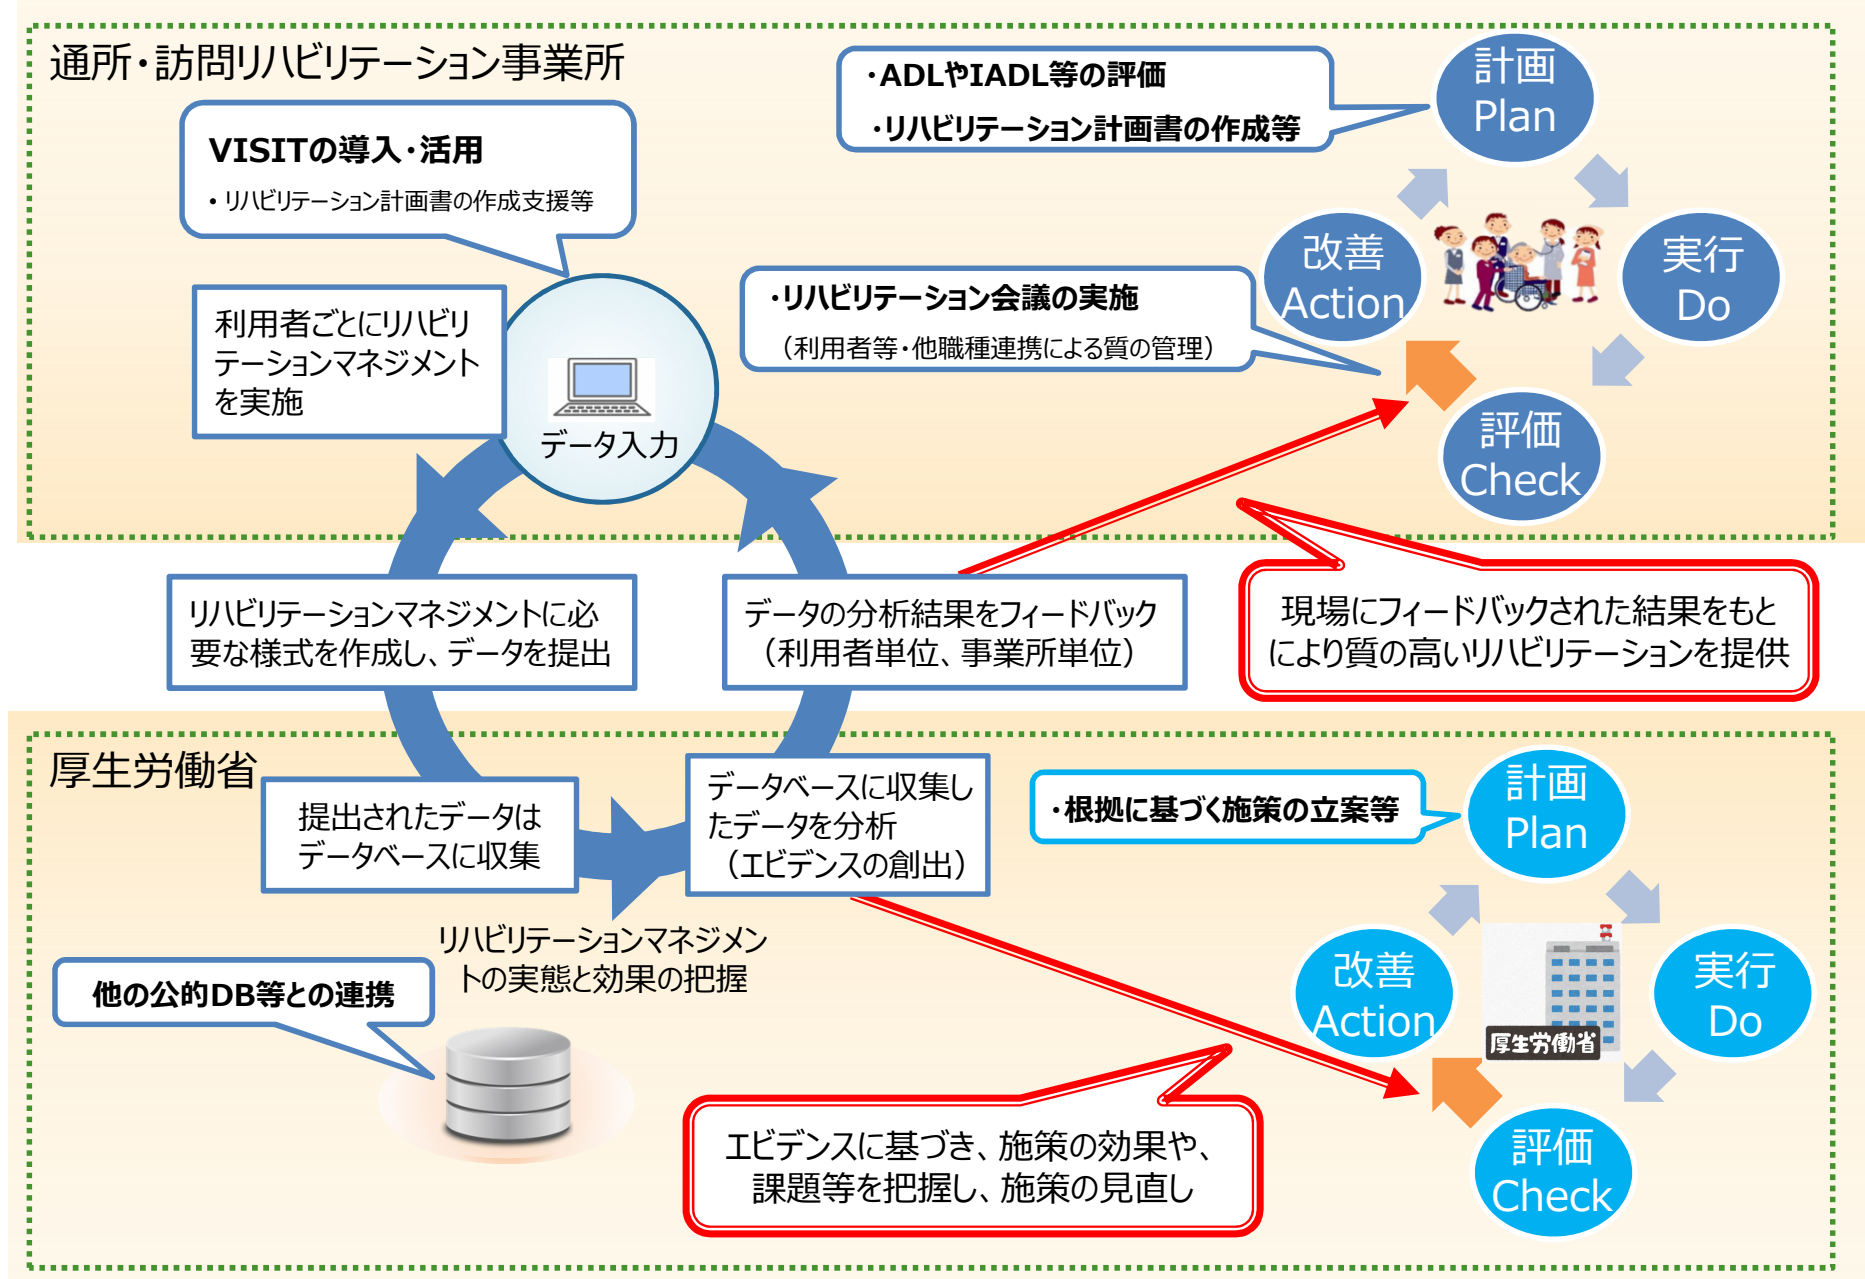 通所・訪問リハビリテーション事業所
VISITの導入・活用
・リハビリテーション計画書の作成支援等
・ADLやIADL等の評価
・リハビリテーション計画書の作成等
計画
Plan
実行
Do
評価
Check
改善
Action
・リハビリテーション会議の実施
（利用者等・他職種連携による質の管理）
利用者ごとにリハビリ
テーションマネジメント
を実施
データ入力
リハビリテーションマネジメントに必
要な様式を作成し、データを提出
データの分析結果をフィードバック
（利用者単位、事業所単位）
現場にフィードバックされた結果をもと
により質の高いリハビリテーションを提供
厚生労働省
提出されたデータは
データベースに収集
データベースに収集し
たデータを分析
（エビデンスの創出）
リハビリテーションマネジメン
トの実態と効果の把握
他の公的DB等との連携
・根拠に基づく施策の立案等
計画
Plan
実行
Do
評価
Check
改善
Action
厚生労働省
エビデンスに基づき、施策の効果や、
課題等を把握し、施策の見直し